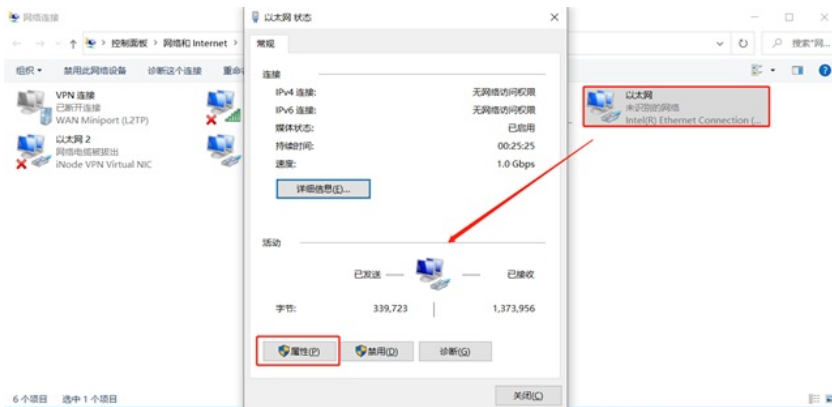 网络连接
控制面板 > 网络和 Internet >
搜索"网...
组织
禁用此网络设备
诊断这个连接
VPN 连接
已断开连接
WAN Miniport (L2TP)
以太网 2
网络电缆被拔出
iNode VPN Virtual NIC
以太网 状态
常规
连接
IPv4 连接: 无网络访问权限
IPv6 连接: 无网络访问权限
媒体状态: 已启用
持续时间: 00:25:25
速度: 1.0 Gbps
详细信息(E)...
活动
已发送 — — 已接收
字节: 339,723 | 1,373,956
属性(P)
禁用(D)
诊断(G)
关闭(C)
以太网
未识别的网络
Intel(R) Ethernet Connection (...
6 个项目
选中 1 个项目